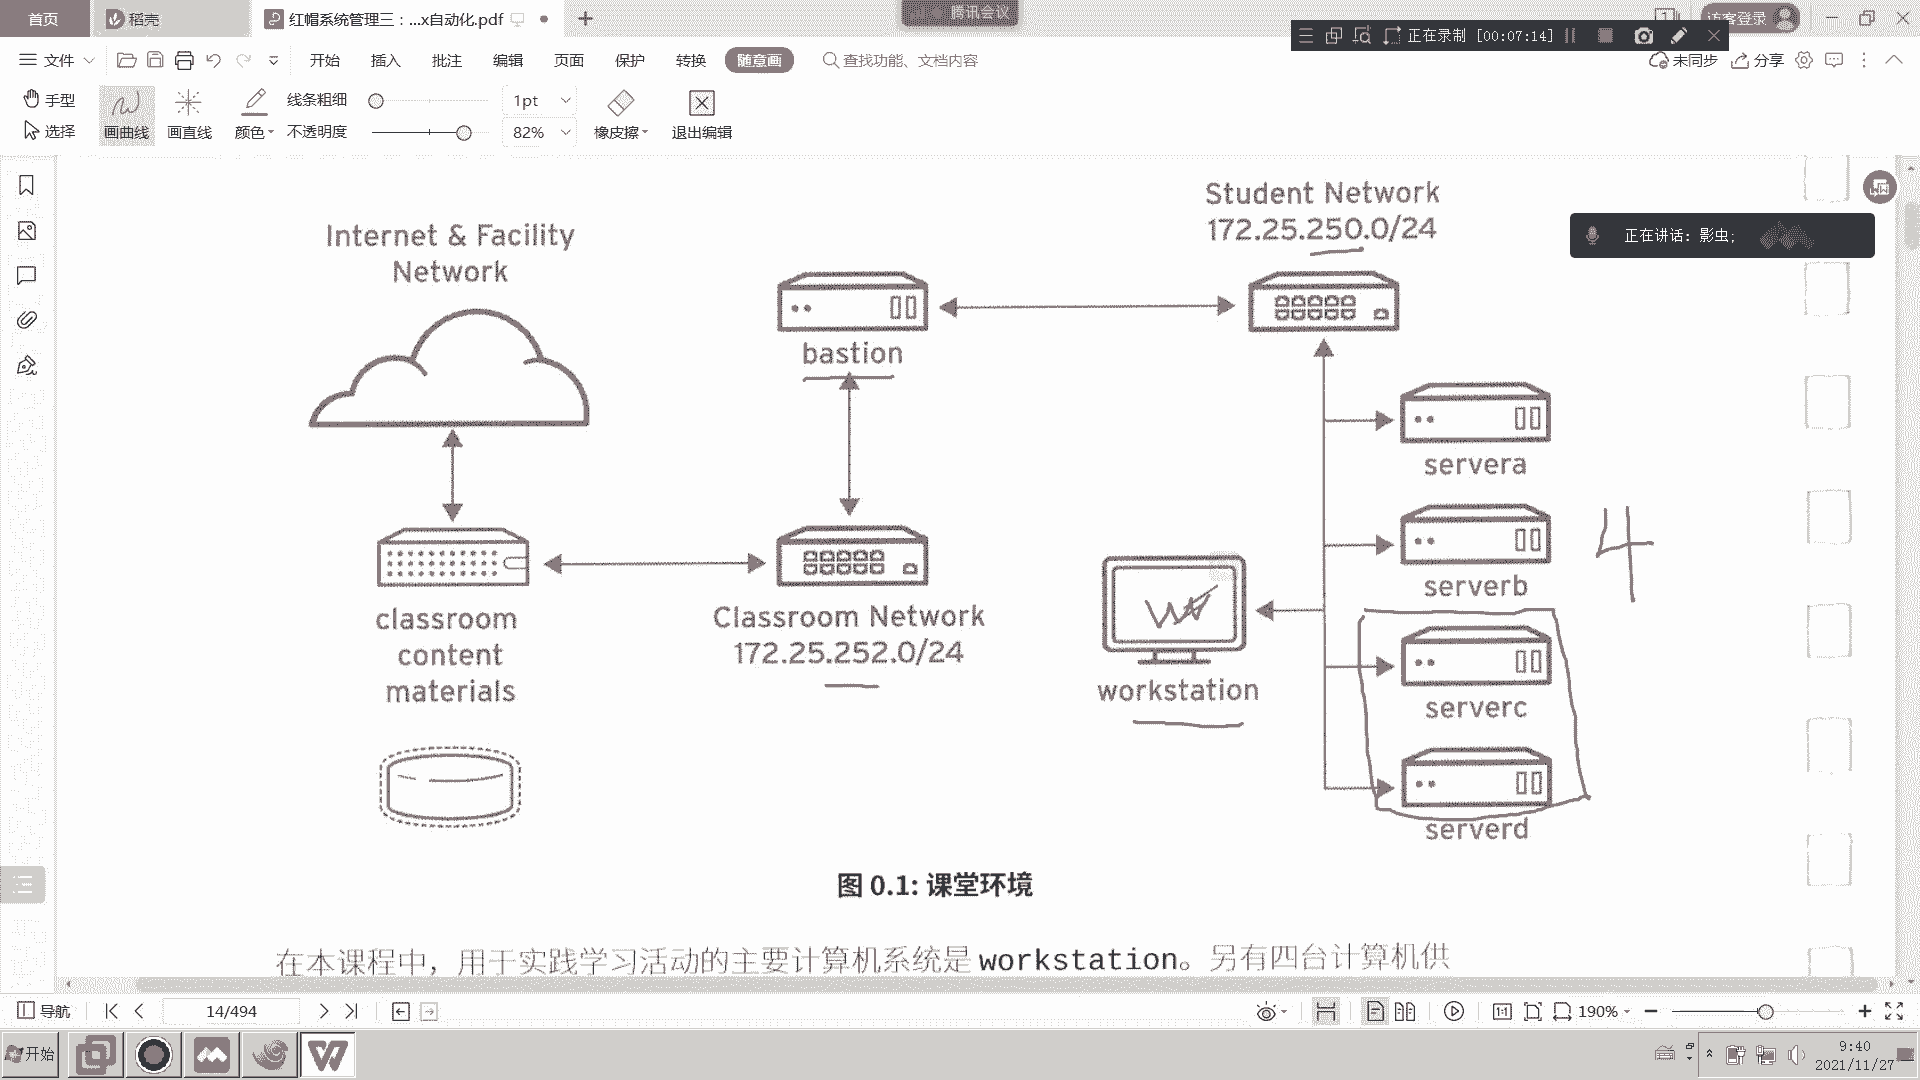 首页
稻壳
红帽系统管理三：...x自动化.pdf
腾讯会议
访客登录
正在录制 [00:07:14]
文件
开始
插入
批注
编辑
页面
保护
转换
随意画
查找功能、文档内容
未同步
分享
手型
选择
画曲线
画直线
颜色
线条粗细
1pt
不透明度
82%
橡皮擦
退出编辑
正在讲话: 影虫;
Internet & Facility
Network
bastion
Student Network
172.25.250.0/24
servera
serverb
4
serverc
serverd
workstation
classroom
content
materials
Classroom Network
172.25.252.0/24
图 0.1: 课堂环境
在本课程中，用于实践学习活动的主要计算机系统是 workstation。另有四台计算机供
导航
14/494
1:1
190%
开始
9:40
2021/11/27